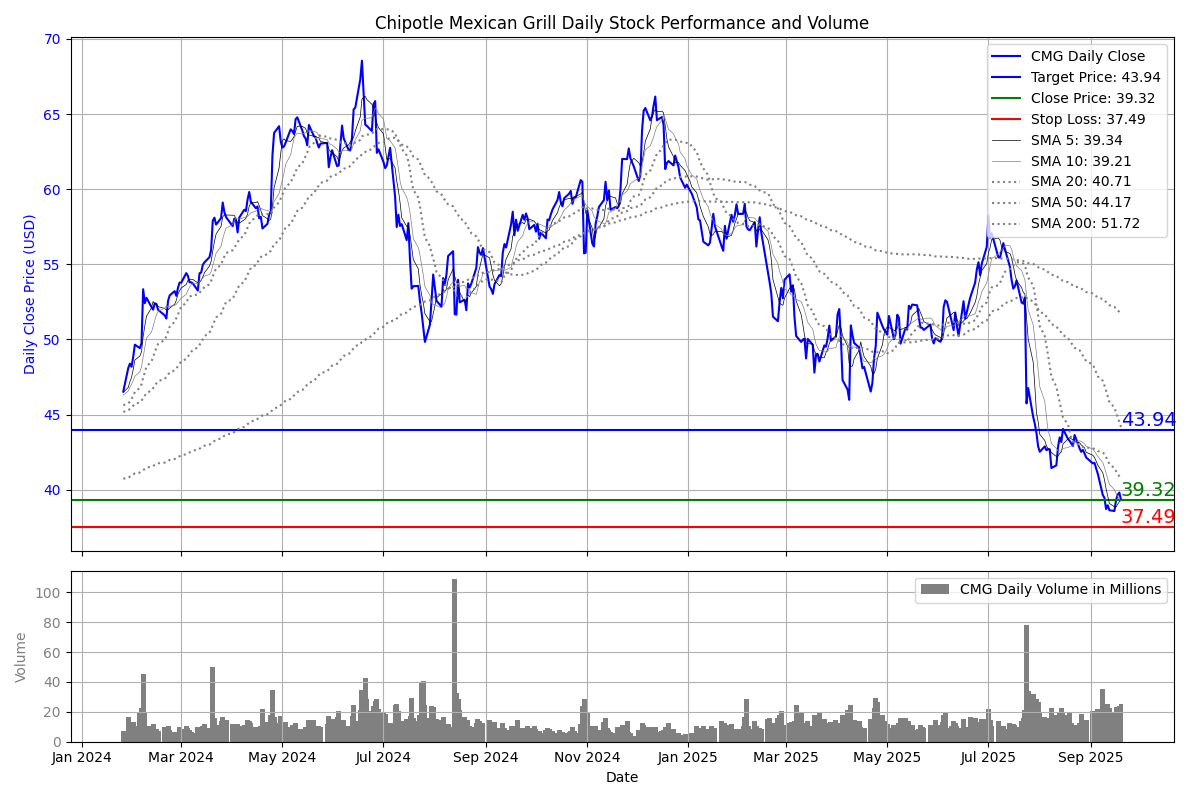 Chipotle Mexican Grill Daily Stock Performance and Volume
Daily Close Price (USD)
70
65
60
55
50
45
40
CMG Daily Close
Target Price: 43.94
Close Price: 39.32
Stop Loss: 37.49
SMA 5: 39.34
SMA 10: 39.21
SMA 20: 40.71
SMA 50: 44.17
SMA 200: 51.72
43.94
39.32
37.49
Volume
100
80
60
40
20
0
CMG Daily Volume in Millions
Jan 2024 Mar 2024 May 2024 Jul 2024 Sep 2024 Nov 2024 Jan 2025 Mar 2025 May 2025 Jul 2025 Sep 2025
Date